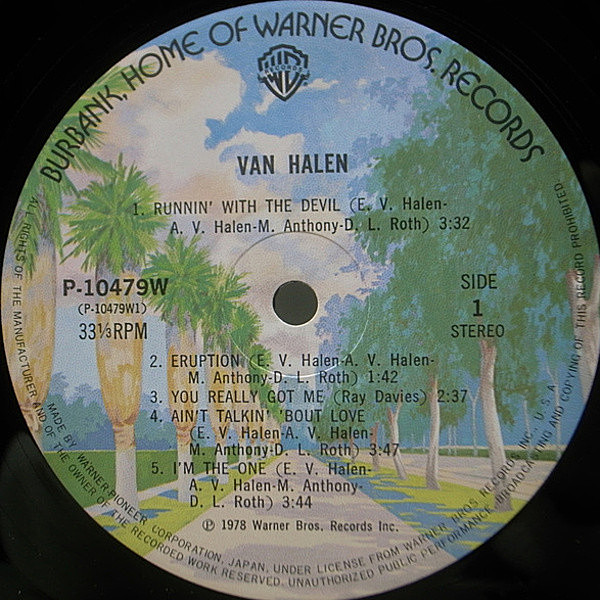 BURBANK, HOME OF WARNER BROS. RECORDS
RECORDS
VAN HALEN
1. RUNNIN' WITH THE DEVIL (E. V. Halen-
A. V. Halen-M. Anthony-D. L. Roth) 3:32
P-10479W
(P-10479W1)
33⅓RPM
SIDE
1
STEREO
2. ERUPTION (E. V. Halen-A. V. Halen-
M. Anthony-D. L. Roth) 1:42
3. YOU REALLY GOT ME (Ray Davies) 2:37
4. AIN'T TALKIN' 'BOUT LOVE
(E. V. Halen-A. V. Halen-
M. Anthony-D. L. Roth) 3:47
5. I'M THE ONE (E. V. Halen-
A. V. Halen-M. Anthony-
D. L. Roth) 3:44
℗ 1978 Warner Bros. Records Inc.
MADE BY WARNER-PIONEER CORPORATION, JAPAN, UNDER LICENSE FROM WARNER BROS RECORDS INC., U.S.A.
ALL RIGHTS OF THE MANUFACTURER AND OF THE OWNER OF THE RECORDED WORK RESERVED. UNAUTHORIZED PUBLIC PERFORMANCE, BROADCASTING AND COPYING OF THIS RECORD PROHIBITED.